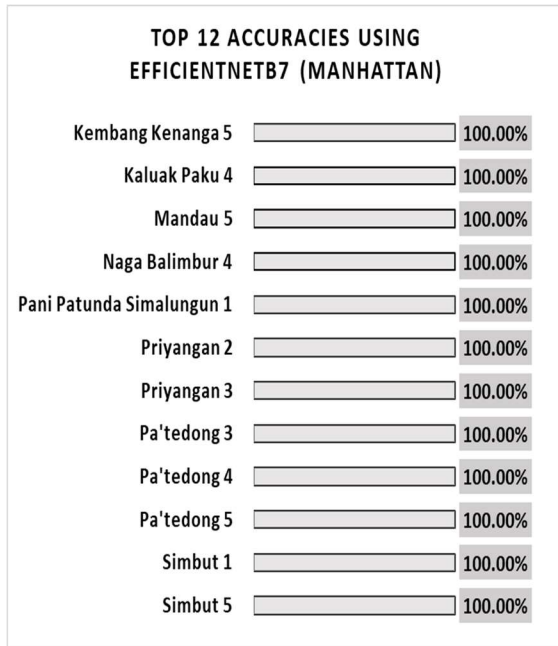 TOP 12 ACCURACIES USING
EFFICIENTNETB7 (MANHATTAN)
Kembang Kenanga 5 100.00%
Kaluak Paku 4 100.00%
Mandau 5 100.00%
Naga Balimbur 4 100.00%
Pani Patunda Simalungun 1 100.00%
Priyangan 2 100.00%
Priyangan 3 100.00%
Pa'tedong 3 100.00%
Pa'tedong 4 100.00%
Pa'tedong 5 100.00%
Simbut 1 100.00%
Simbut 5 100.00%